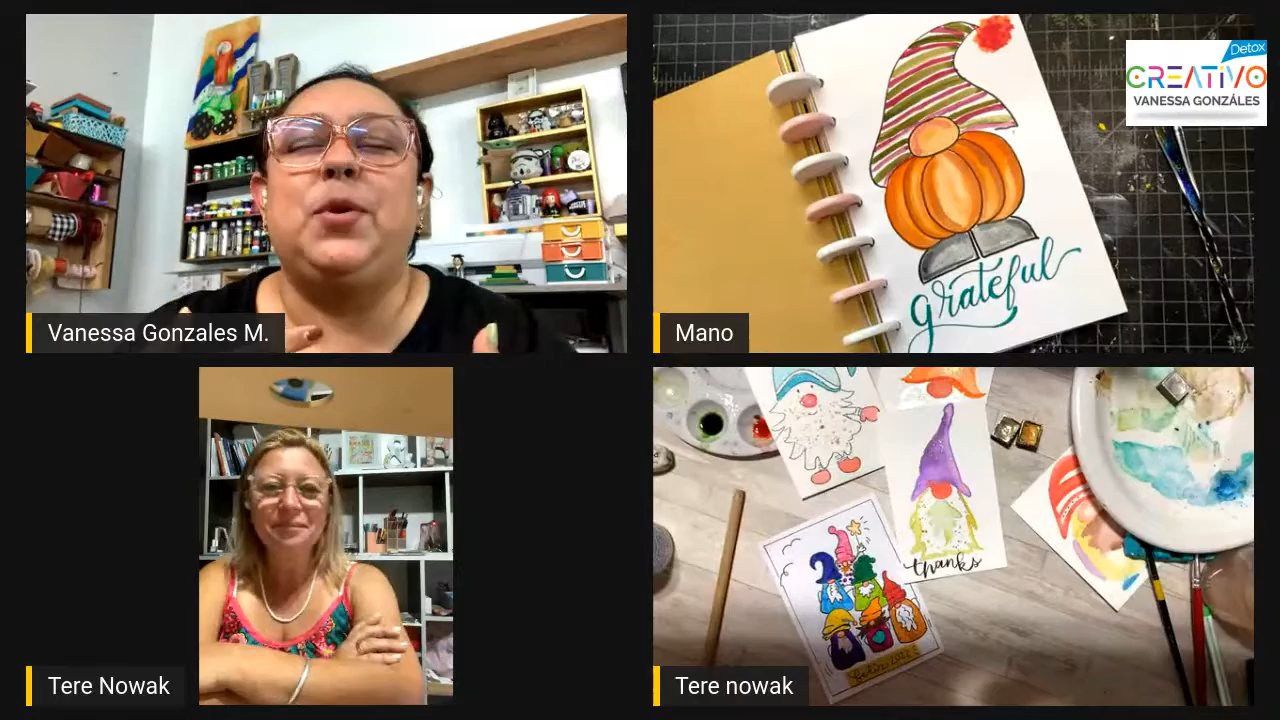 Detox
CREATIVO
VANESSA GONZÁLES
grateful
Vanessa Gonzales M.
Mano
thanks
Tere Nowak
Tere nowak